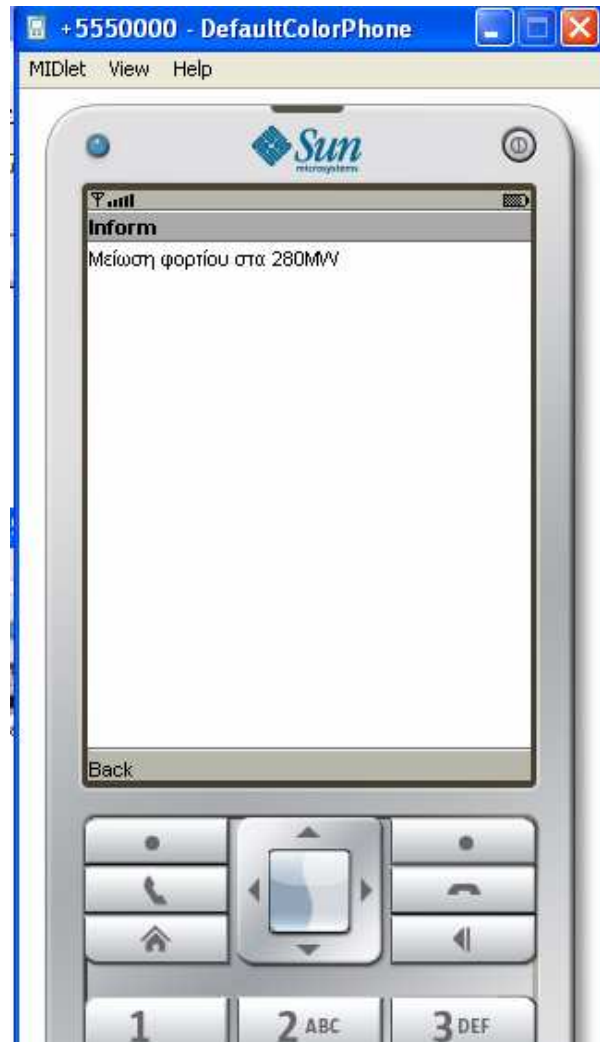 +5550000 - DefaultColorPhone
MIDlet View Help
Sun
microsystems
Inform
Μείωση φορτίου στα 280MW
Back
1
2 ABC
3 DEF